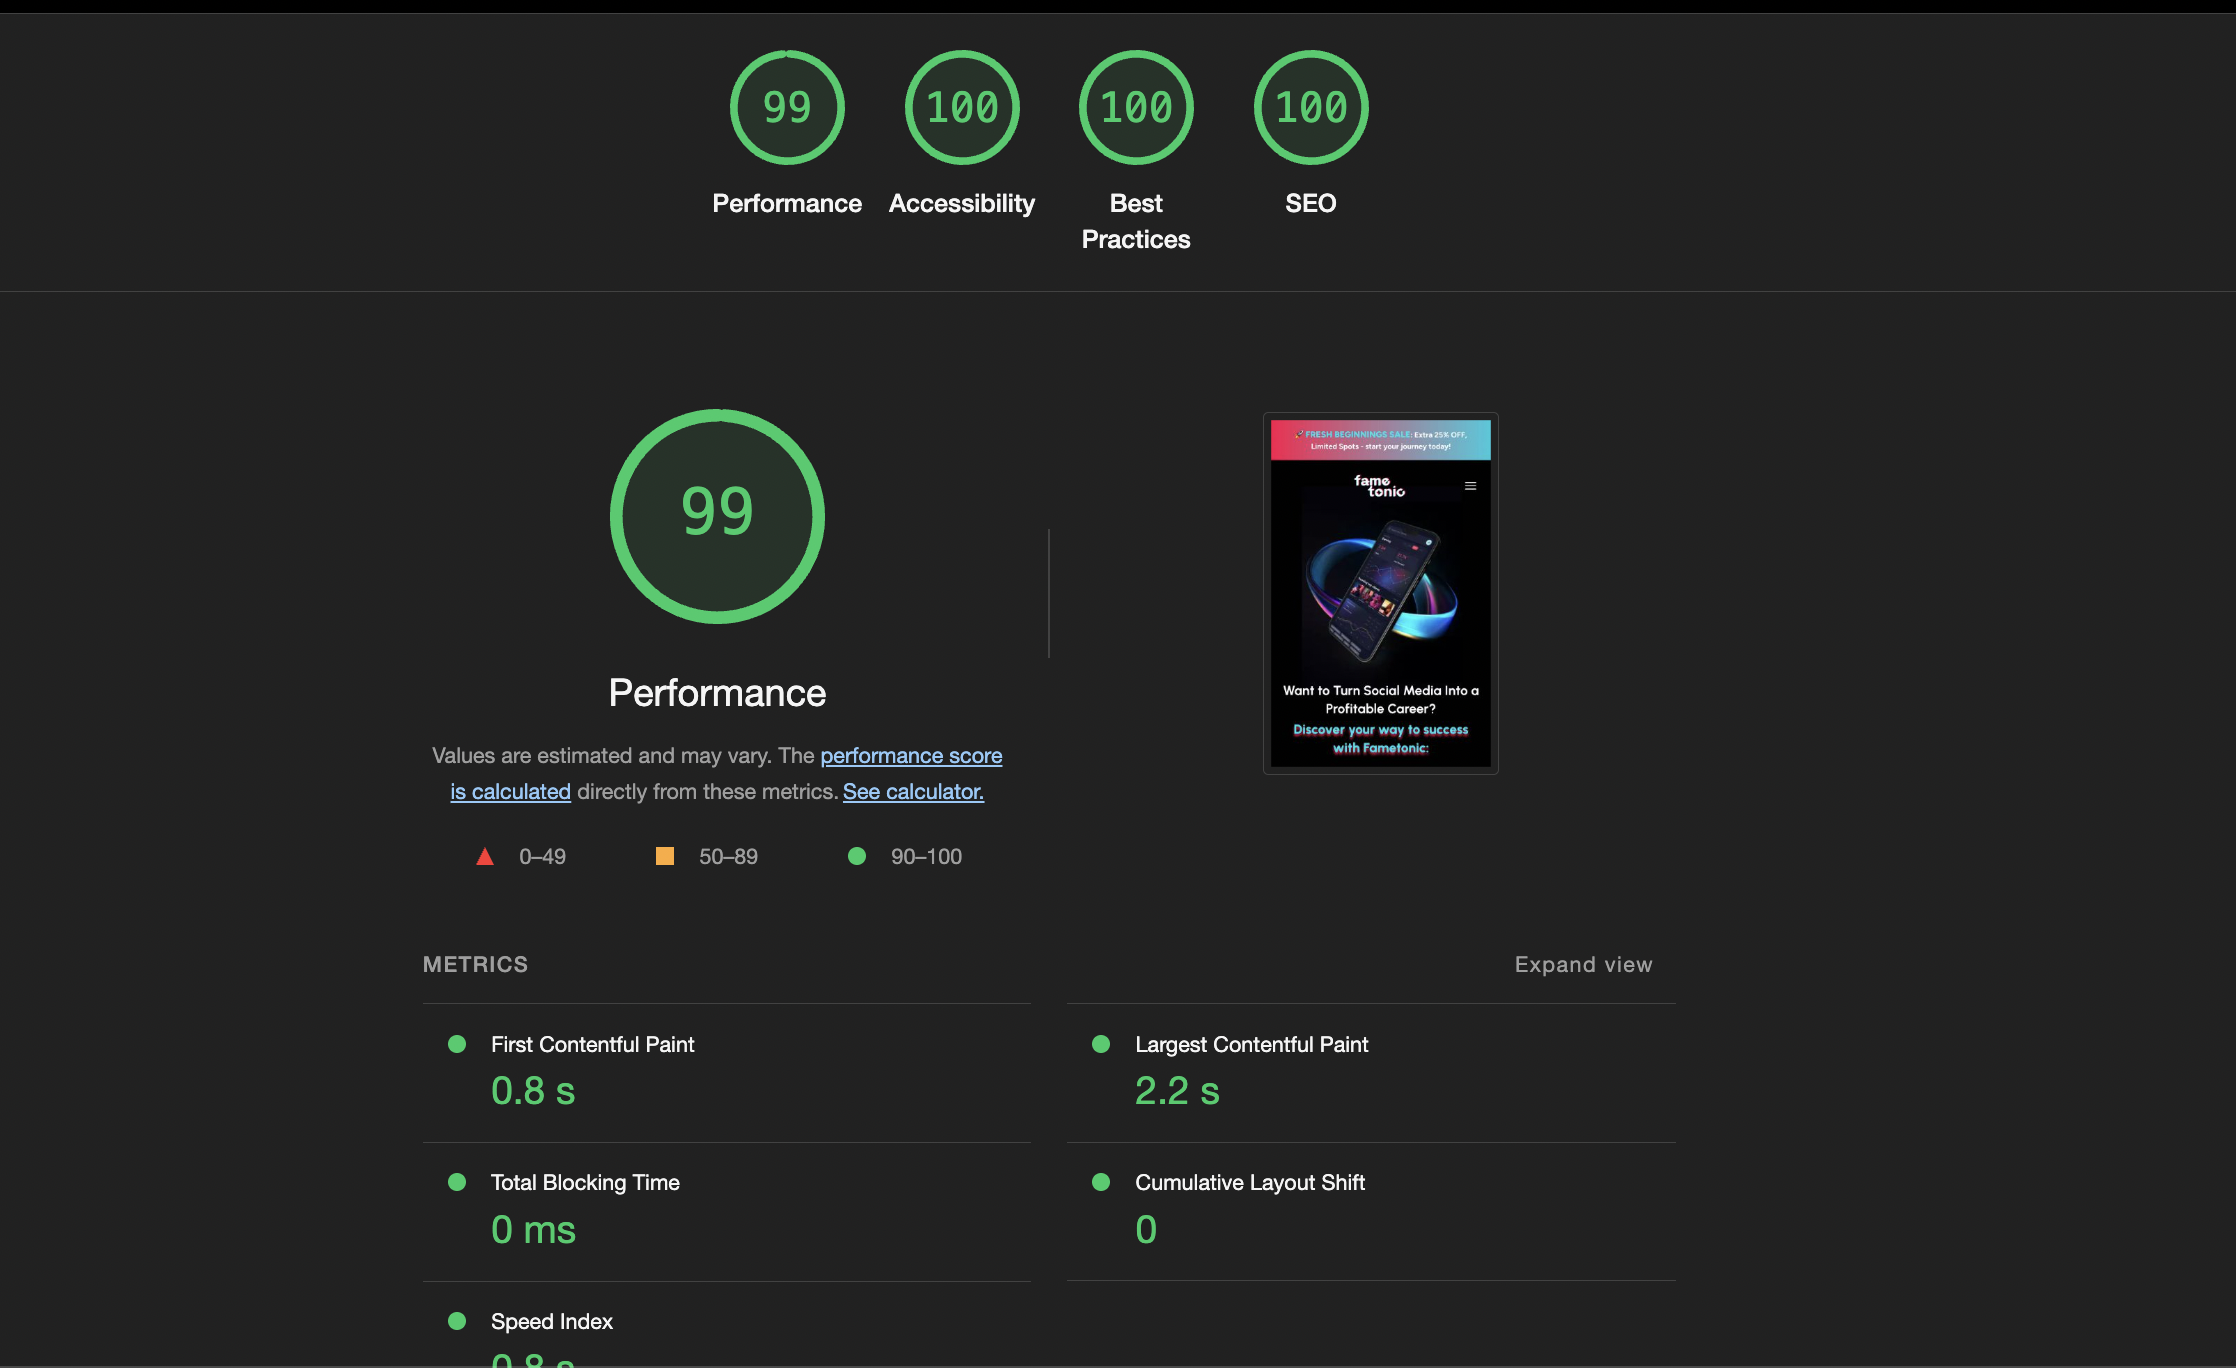 99
100
100
100
Performance
Accessibility
Best
Practices
SEO
99
Performance
Values are estimated and may vary. The performance score
is calculated directly from these metrics. See calculator.
0–49
50–89
90–100
FRESH BEGINNINGS SALE: Extra 25% OFF,
Limited Spots - start your journey today!
fame
tonic
Want to Turn Social Media Into a
Profitable Career?
Discover your way to success
with Fametonic:
METRICS
Expand view
First Contentful Paint
0.8 s
Largest Contentful Paint
2.2 s
Total Blocking Time
0 ms
Cumulative Layout Shift
0
Speed Index
0.8 s